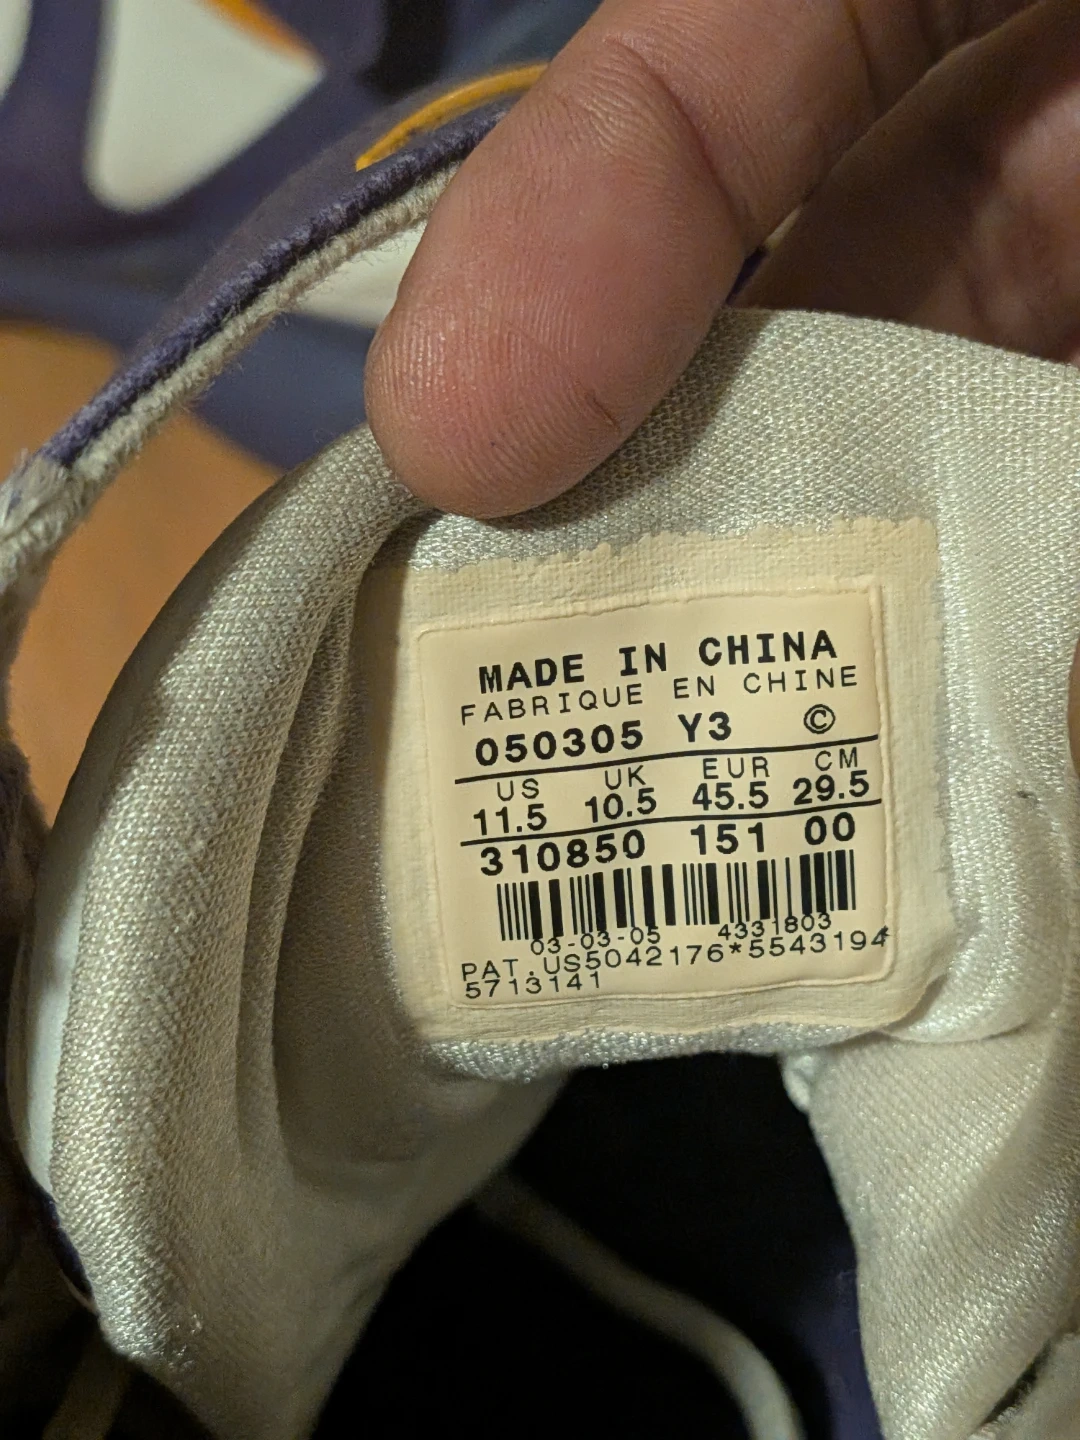 MADE IN CHINA
FABRIQUE EN CHINE
050305 Y3 ©
US UK EUR CM
11.5 10.5 45.5 29.5
310850 151 00
03-03-05 4331803
PAT.US5042176*5543194*
5713141